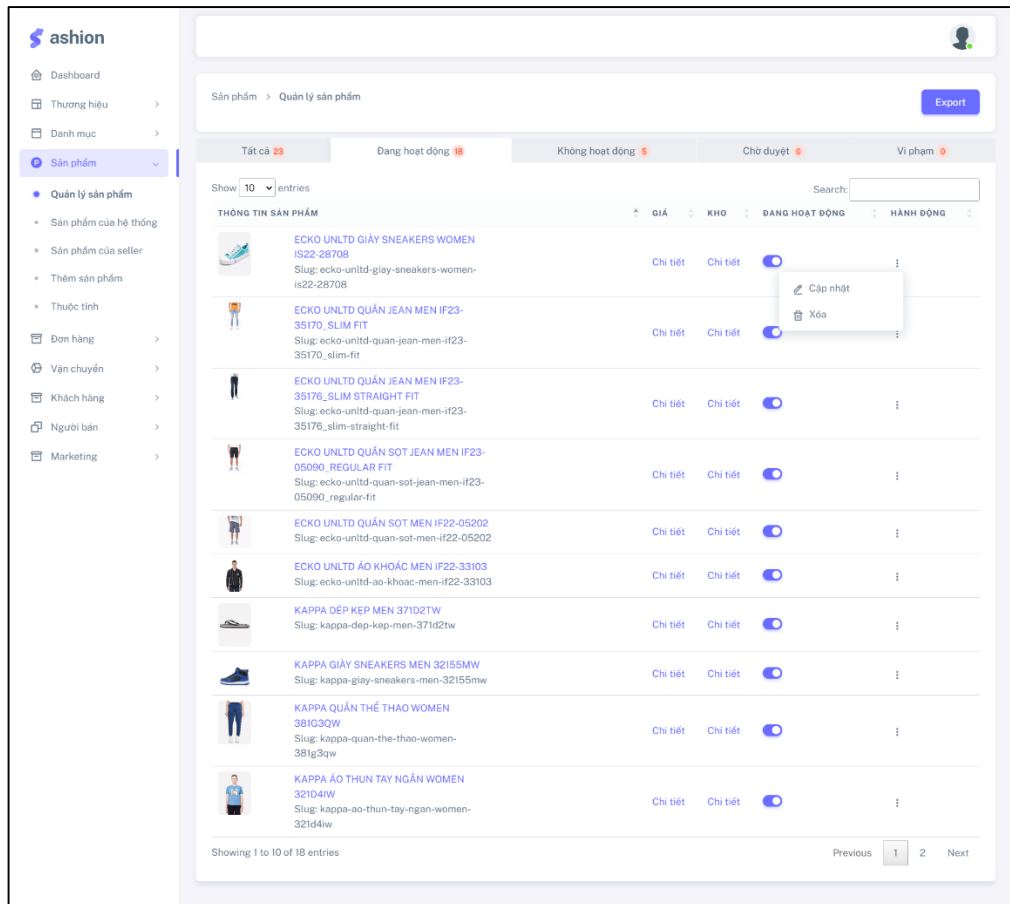 ashion
Dashboard
Thương hiệu
Danh mục
Sản phẩm
Quản lý sản phẩm
Sản phẩm của hệ thống
Sản phẩm của seller
Thêm sản phẩm
Thuộc tính
Đơn hàng
Vận chuyển
Khách hàng
Người bán
Marketing
Sản phẩm > Quản lý sản phẩm
Export
Tất cả 23
Đang hoạt động 18
Không hoạt động 5
Chờ duyệt 0
Vi phạm 0
Show 10 entries
Search:
THÔNG TIN SẢN PHẨM GIÁ KHO ĐANG HOẠT ĐỘNG HÀNH ĐỘNG
ECKO UNLTD GIÀY SNEAKERS WOMEN
IS22-28708
Slug: ecko-unltd-giay-sneakers-women-
is22-28708
Chi tiết Chi tiết
Cập nhật
Xóa
ECKO UNLTD QUẦN JEAN MEN IF23-
35170_SLIM FIT
Slug: ecko-unltd-quan-jean-men-if23-
35170_slim-fit
Chi tiết Chi tiết
ECKO UNLTD QUẦN JEAN MEN IF23-
35176_SLIM STRAIGHT FIT
Slug: ecko-unltd-quan-jean-men-if23-
35176_slim-straight-fit
Chi tiết Chi tiết
ECKO UNLTD QUẦN SỌT JEAN MEN IF23-
05090_REGULAR FIT
Slug: ecko-unltd-quan-sot-jean-men-if23-
05090_regular-fit
Chi tiết Chi tiết
ECKO UNLTD QUẦN SỌT MEN IF22-05202
Slug: ecko-unltd-quan-sot-men-if22-05202
Chi tiết Chi tiết
ECKO UNLTD ÁO KHOÁC MEN IF22-33103
Slug: ecko-unltd-ao-khoac-men-if22-33103
Chi tiết Chi tiết
KAPPA DÉP KẸP MEN 371D2TW
Slug: kappa-dep-kep-men-371d2tw
Chi tiết Chi tiết
KAPPA GIÀY SNEAKERS MEN 32155MW
Slug: kappa-giay-sneakers-men-32155mw
Chi tiết Chi tiết
KAPPA QUẦN THỂ THAO WOMEN
381G3QW
Slug: kappa-quan-the-thao-women-
381g3qw
Chi tiết Chi tiết
KAPPA ÁO THUN TAY NGẮN WOMEN
321D4IW
Slug: kappa-ao-thun-tay-ngan-women-
321d4iw
Chi tiết Chi tiết
Showing 1 to 10 of 18 entries
Previous 1 2 Next